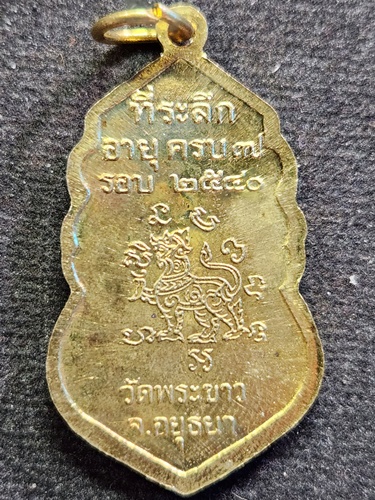 ที่ระลึก
อายุ ครบ ๗
รอบ ๒๕๔๐
วัดพระขาว
จ.อยุธยา